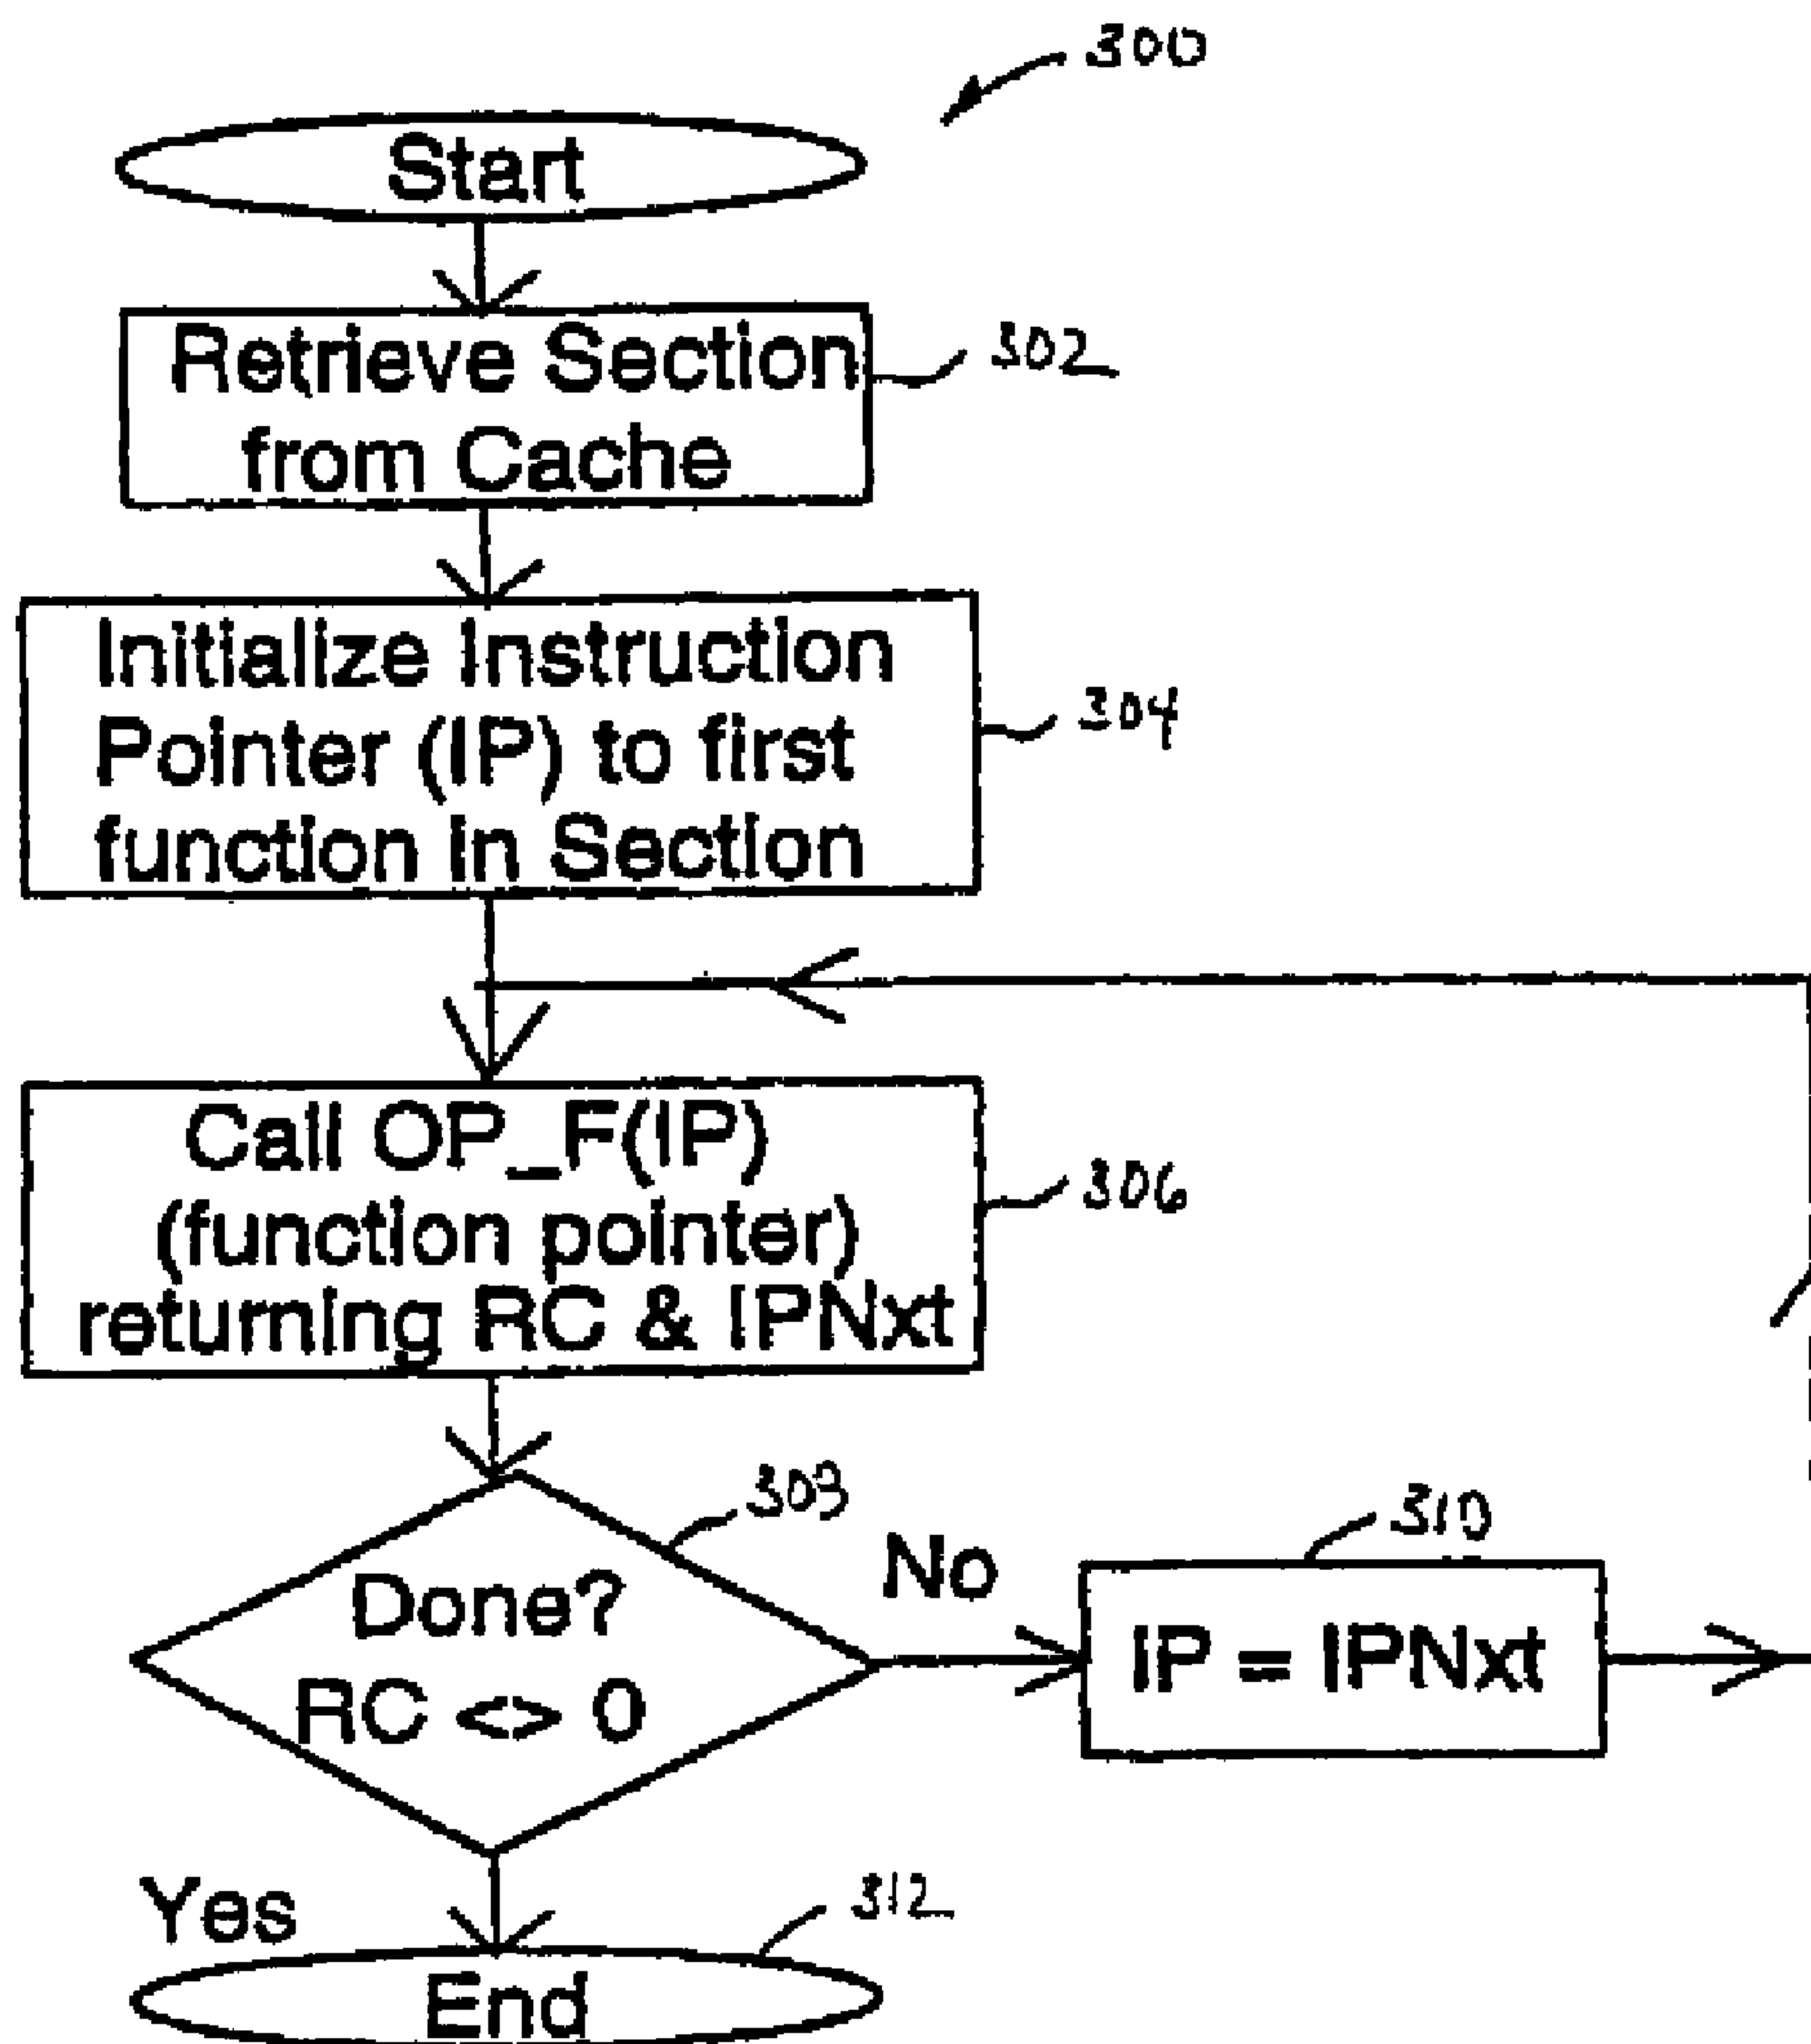 300
Start
Retrieve Section
from Cache
302
Initialize Instruction
Pointer (IP) to first
function in Section
304
Call OP_F(IP)
(function pointer)
returning RC & IPNxt
306
308
Done?
RC <> 0
No
310
IP = IPNxt
Yes
312
End